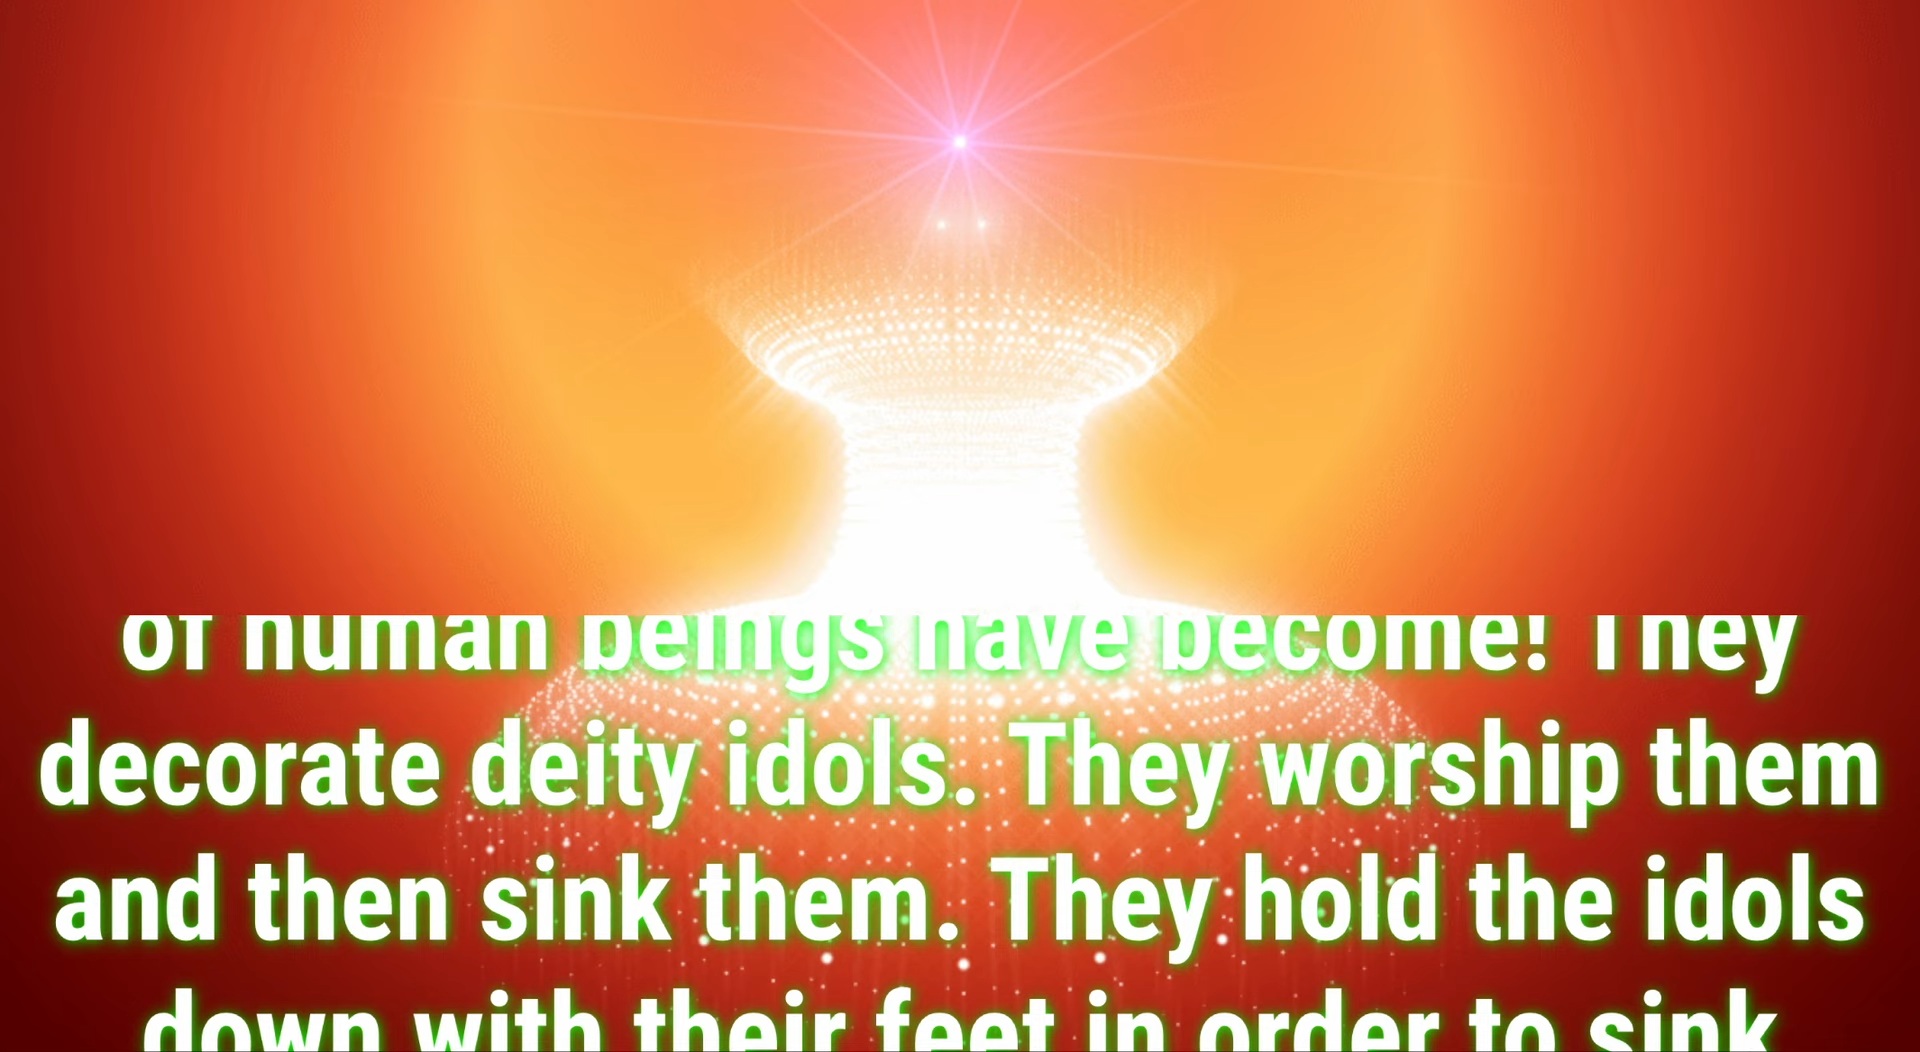 of human beings have become! They
decorate deity idols. They worship them
and then sink them. They hold the idols
down with their feet in order to sink